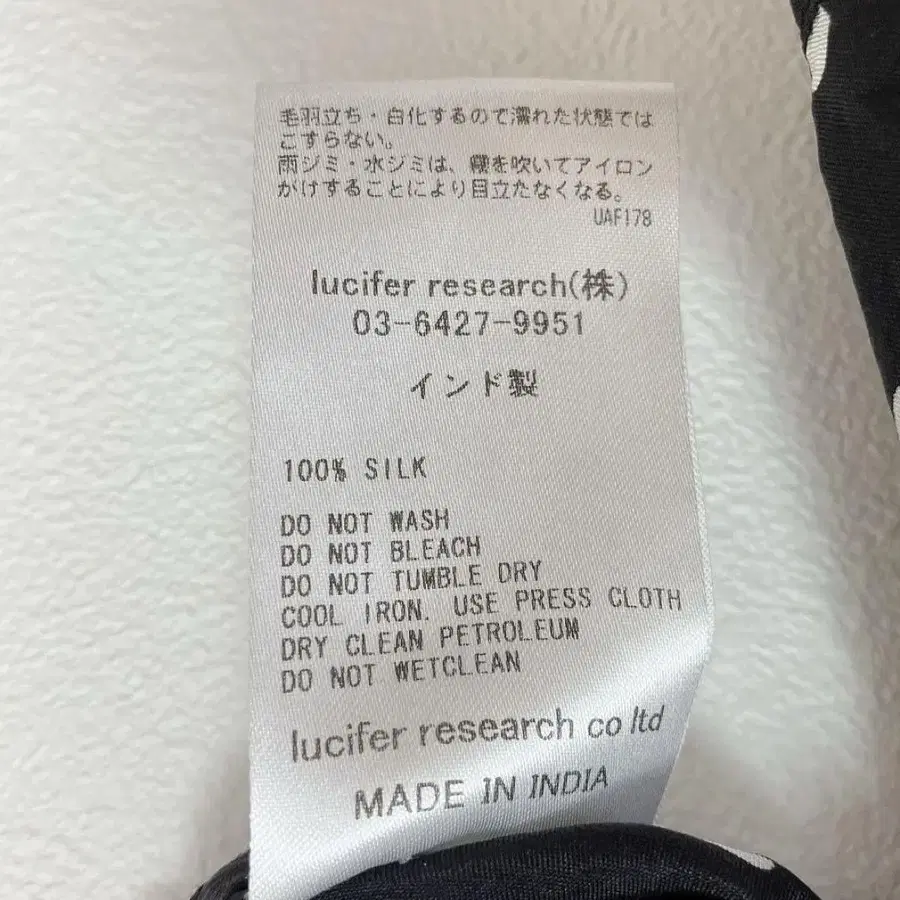 毛羽立ち・白化するので濡れた状態では
こすらない。
雨ジミ・水ジミは、霧を吹いてアイロン
がけすることにより目立たなくなる。
UAF178
lucifer research(株)
03-6427-9951
インド製
100% SILK
DO NOT WASH
DO NOT BLEACH
DO NOT TUMBLE DRY
COOL IRON. USE PRESS CLOTH
DRY CLEAN PETROLEUM
DO NOT WETCLEAN
lucifer research co ltd
MADE IN INDIA